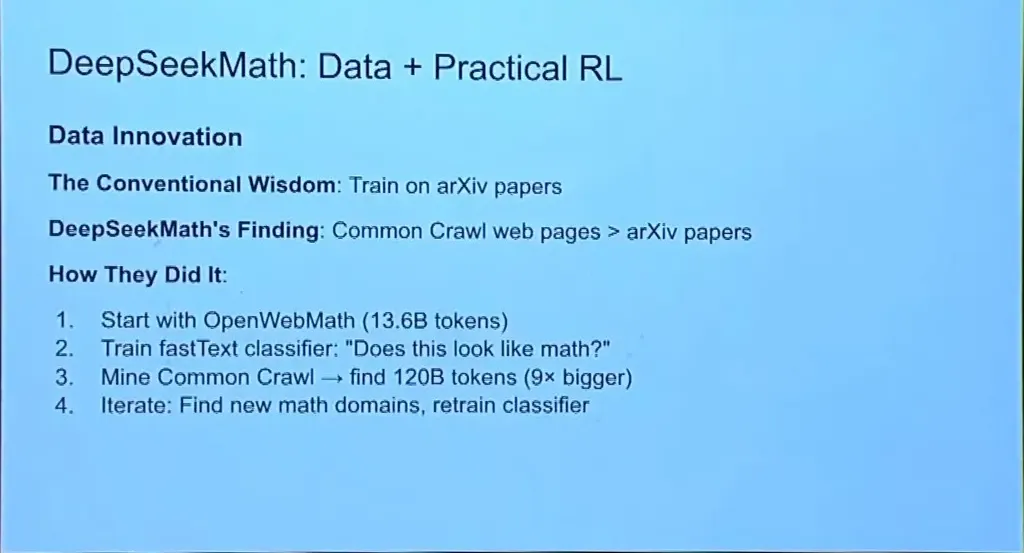 DeepSeekMath: Data + Practical RL
Data Innovation
The Conventional Wisdom: Train on arXiv papers
DeepSeekMath's Finding: Common Crawl web pages > arXiv papers
How They Did It:
1. Start with OpenWebMath (13.6B tokens)
2. Train fastText classifier: "Does this look like math?"
3. Mine Common Crawl → find 120B tokens (9× bigger)
4. Iterate: Find new math domains, retrain classifier